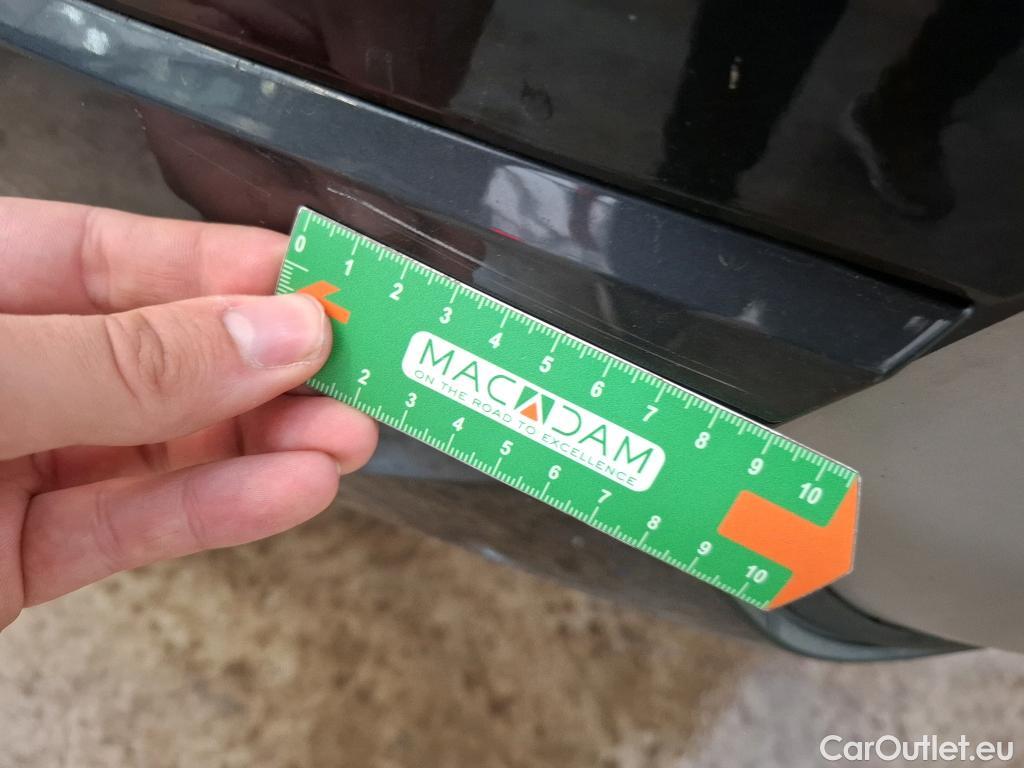 0 1 2 3 4 5 6 7 8 9 10
MACADAM
ON THE ROAD TO EXCELLENCE
2 3 4 5 6 7 8 9 10
CarOutlet.eu